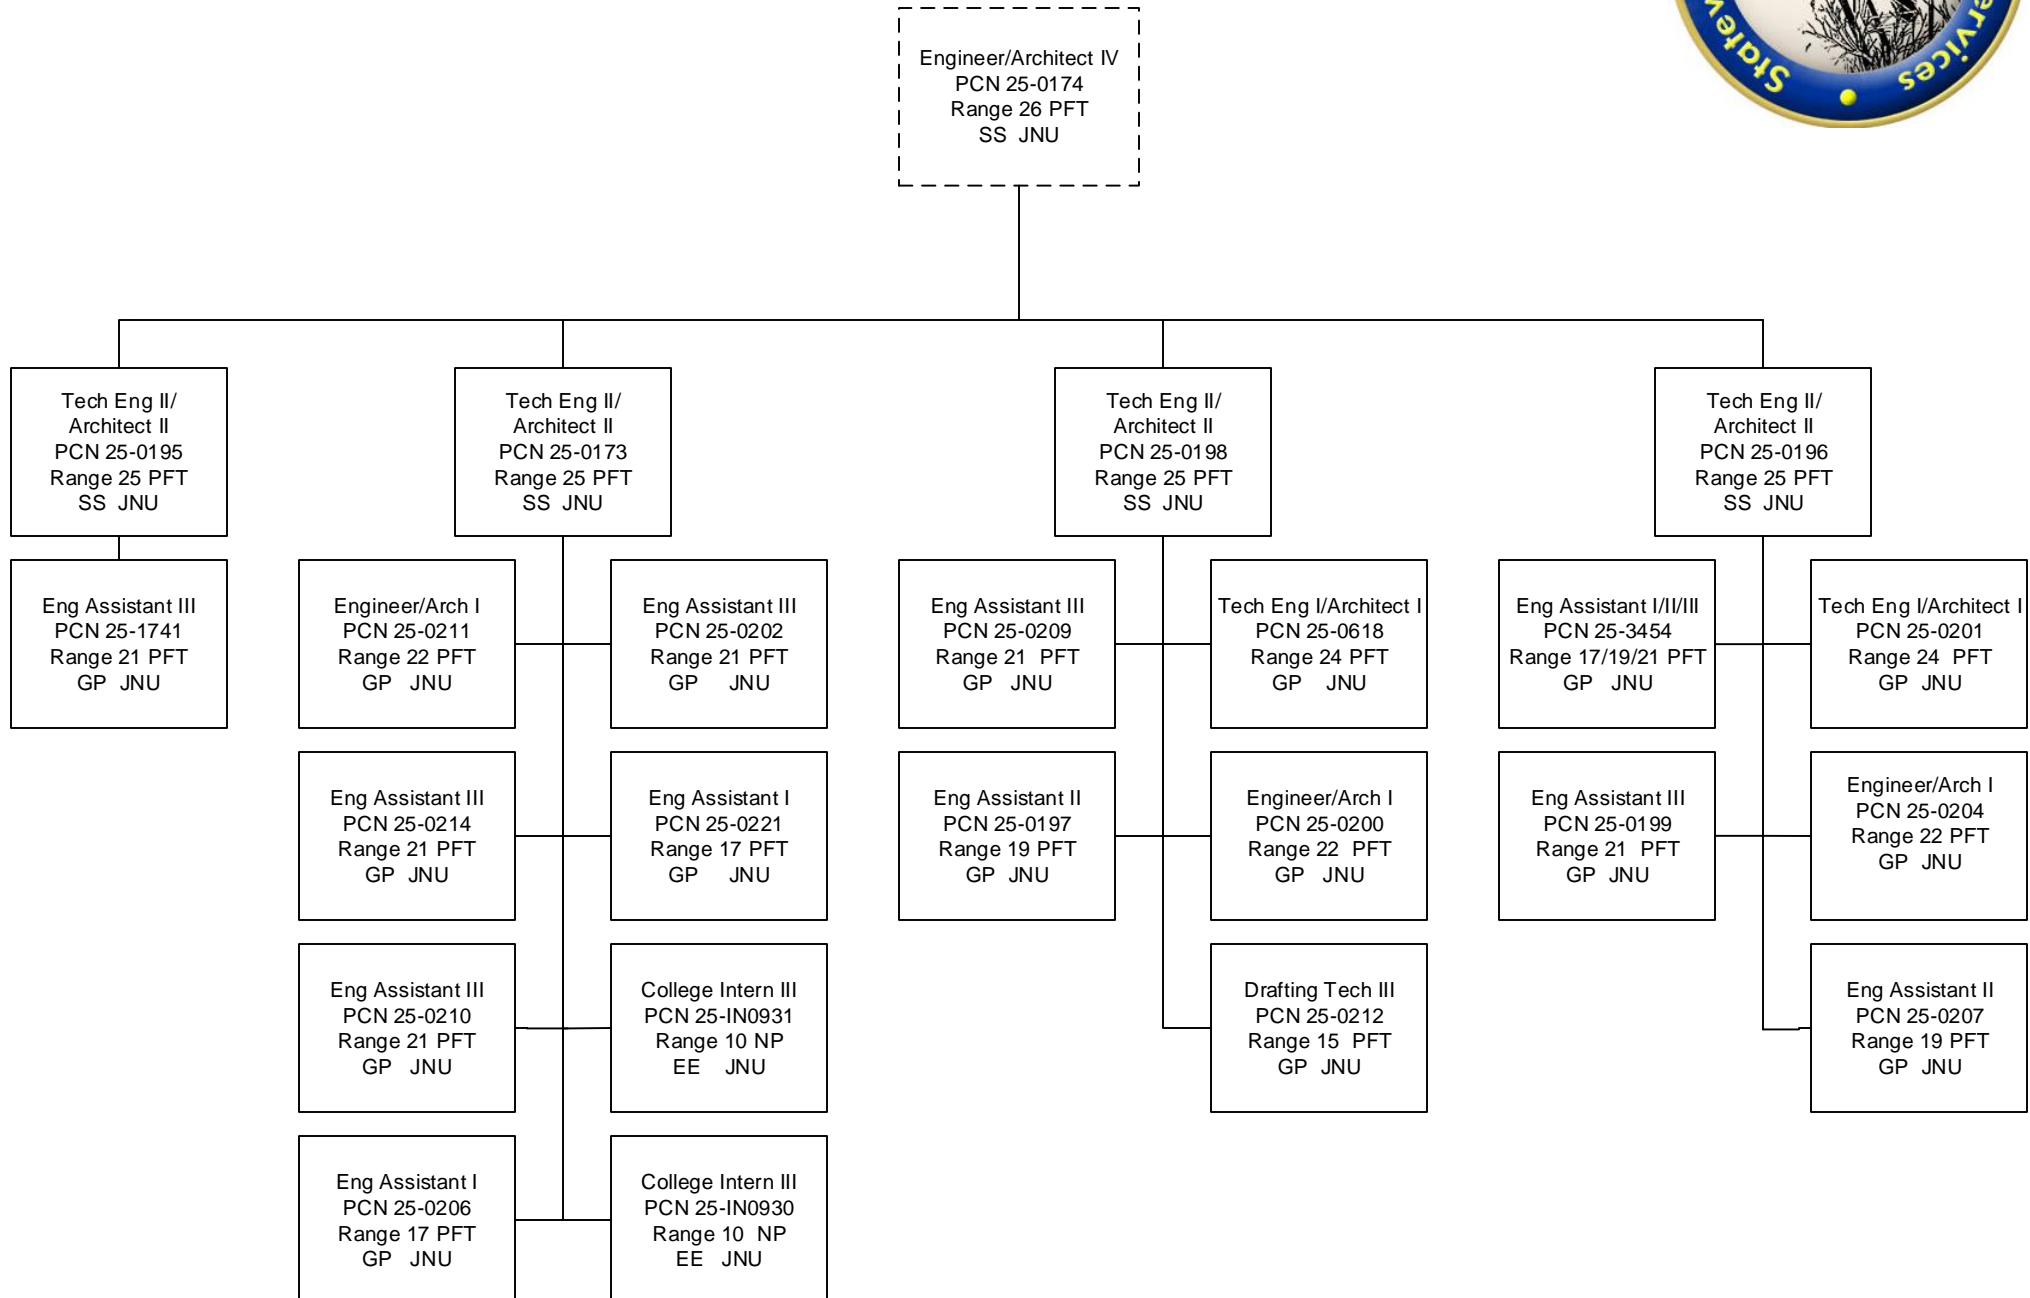 Statew
ervices
Engineer/Architect IV
PCN 25-0174
Range 26 PFT
SS JNU
Tech Eng II/
Architect II
PCN 25-0195
Range 25 PFT
SS JNU
Tech Eng II/
Architect II
PCN 25-0173
Range 25 PFT
SS JNU
Tech Eng II/
Architect II
PCN 25-0198
Range 25 PFT
SS JNU
Tech Eng II/
Architect II
PCN 25-0196
Range 25 PFT
SS JNU
Eng Assistant III
PCN 25-1741
Range 21 PFT
GP JNU
Engineer/Arch I
PCN 25-0211
Range 22 PFT
GP JNU
Eng Assistant III
PCN 25-0202
Range 21 PFT
GP JNU
Eng Assistant III
PCN 25-0209
Range 21 PFT
GP JNU
Tech Eng I/Architect I
PCN 25-0618
Range 24 PFT
GP JNU
Eng Assistant I/II/III
PCN 25-3454
Range 17/19/21 PFT
GP JNU
Tech Eng I/Architect I
PCN 25-0201
Range 24 PFT
GP JNU
Eng Assistant III
PCN 25-0214
Range 21 PFT
GP JNU
Eng Assistant I
PCN 25-0221
Range 17 PFT
GP JNU
Eng Assistant II
PCN 25-0197
Range 19 PFT
GP JNU
Engineer/Arch I
PCN 25-0200
Range 22 PFT
GP JNU
Eng Assistant III
PCN 25-0199
Range 21 PFT
GP JNU
Engineer/Arch I
PCN 25-0204
Range 22 PFT
GP JNU
Eng Assistant III
PCN 25-0210
Range 21 PFT
GP JNU
College Intern III
PCN 25-IN0931
Range 10 NP
EE JNU
Drafting Tech III
PCN 25-0212
Range 15 PFT
GP JNU
Eng Assistant II
PCN 25-0207
Range 19 PFT
GP JNU
Eng Assistant I
PCN 25-0206
Range 17 PFT
GP JNU
College Intern III
PCN 25-IN0930
Range 10 NP
EE JNU